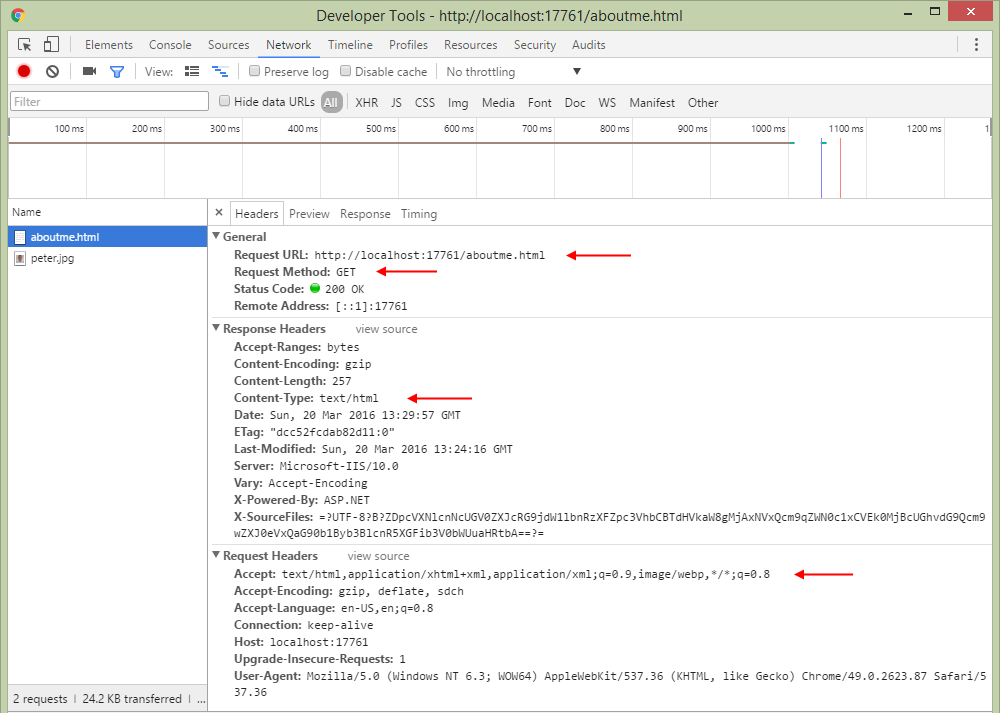 Developer Tools - http://localhost:17761/aboutme.html
Elements Console Sources Network Timeline Profiles Resources Security Audits
View: Preserve log Disable cache No throttling
Filter Hide data URLs All XHR JS CSS Img Media Font Doc WS Manifest Other
100 ms 200 ms 300 ms 400 ms 500 ms 600 ms 700 ms 800 ms 900 ms 1000 ms 1100 ms 1200 ms 1
Name
aboutme.html
peter.jpg
× Headers Preview Response Timing
General
Request URL: http://localhost:17761/aboutme.html
Request Method: GET
Status Code: 200 OK
Remote Address: [::1]:17761
Response Headers view source
Accept-Ranges: bytes
Content-Encoding: gzip
Content-Length: 257
Content-Type: text/html
Date: Sun, 20 Mar 2016 13:29:57 GMT
ETag: "dcc52fcdab82d11:0"
Last-Modified: Sun, 20 Mar 2016 13:24:16 GMT
Server: Microsoft-IIS/10.0
Vary: Accept-Encoding
X-Powered-By: ASP.NET
X-SourceFiles: =?UTF-8?B?ZDpcVXNlcnNcUGV0ZXJcRG9jdW1lbnRzXFZpc3VhbCBTdHVkaW8gMjAxNVxQcm9qZWN0c1xCVEk0MjBcUGhvdG9Qcm9
wZXJ0eVxQaG90b1Byb3BlcnR5XGFib3V0bWUuaHRtbA==?=
Request Headers view source
Accept: text/html,application/xhtml+xml,application/xml;q=0.9,image/webp,*/*;q=0.8
Accept-Encoding: gzip, deflate, sdch
Accept-Language: en-US,en;q=0.8
Connection: keep-alive
Host: localhost:17761
Upgrade-Insecure-Requests: 1
User-Agent: Mozilla/5.0 (Windows NT 6.3; WOW64) AppleWebKit/537.36 (KHTML, like Gecko) Chrome/49.0.2623.87 Safari/5
37.36
2 requests | 24.2 KB transferred | ...